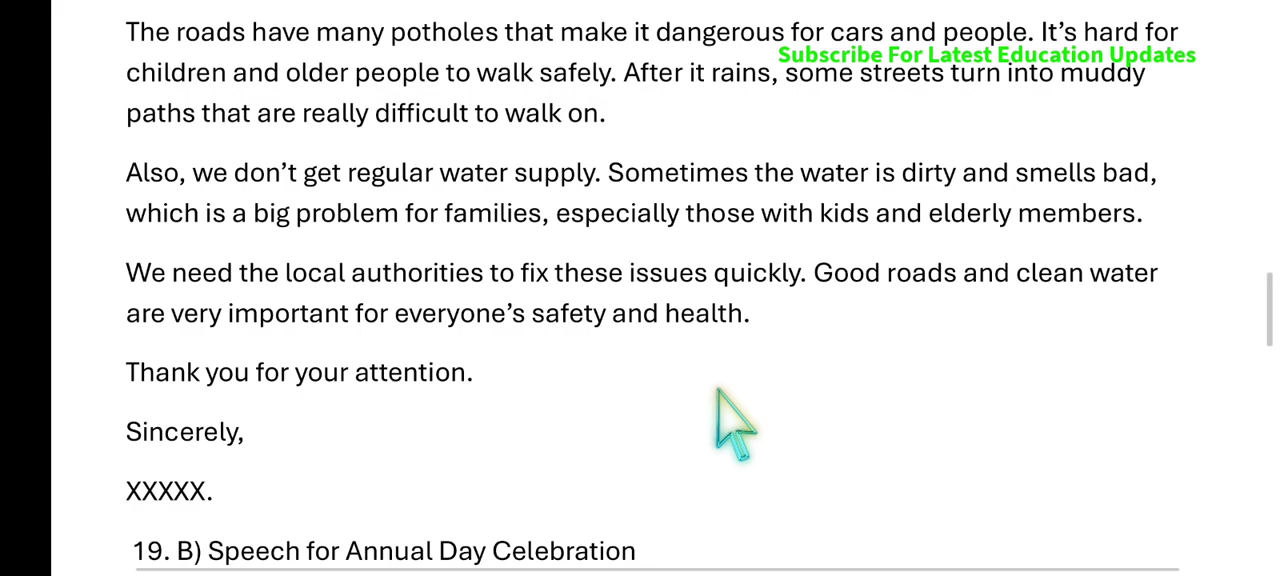 The roads have many potholes that make it dangerous for cars and people. It’s hard for
Subscribe For Latest Education Updates
children and older people to walk safely. After it rains, some streets turn into muddy
paths that are really difficult to walk on.
Also, we don’t get regular water supply. Sometimes the water is dirty and smells bad,
which is a big problem for families, especially those with kids and elderly members.
We need the local authorities to fix these issues quickly. Good roads and clean water
are very important for everyone’s safety and health.
Thank you for your attention.
Sincerely,
XXXXX.
19. B) Speech for Annual Day Celebration